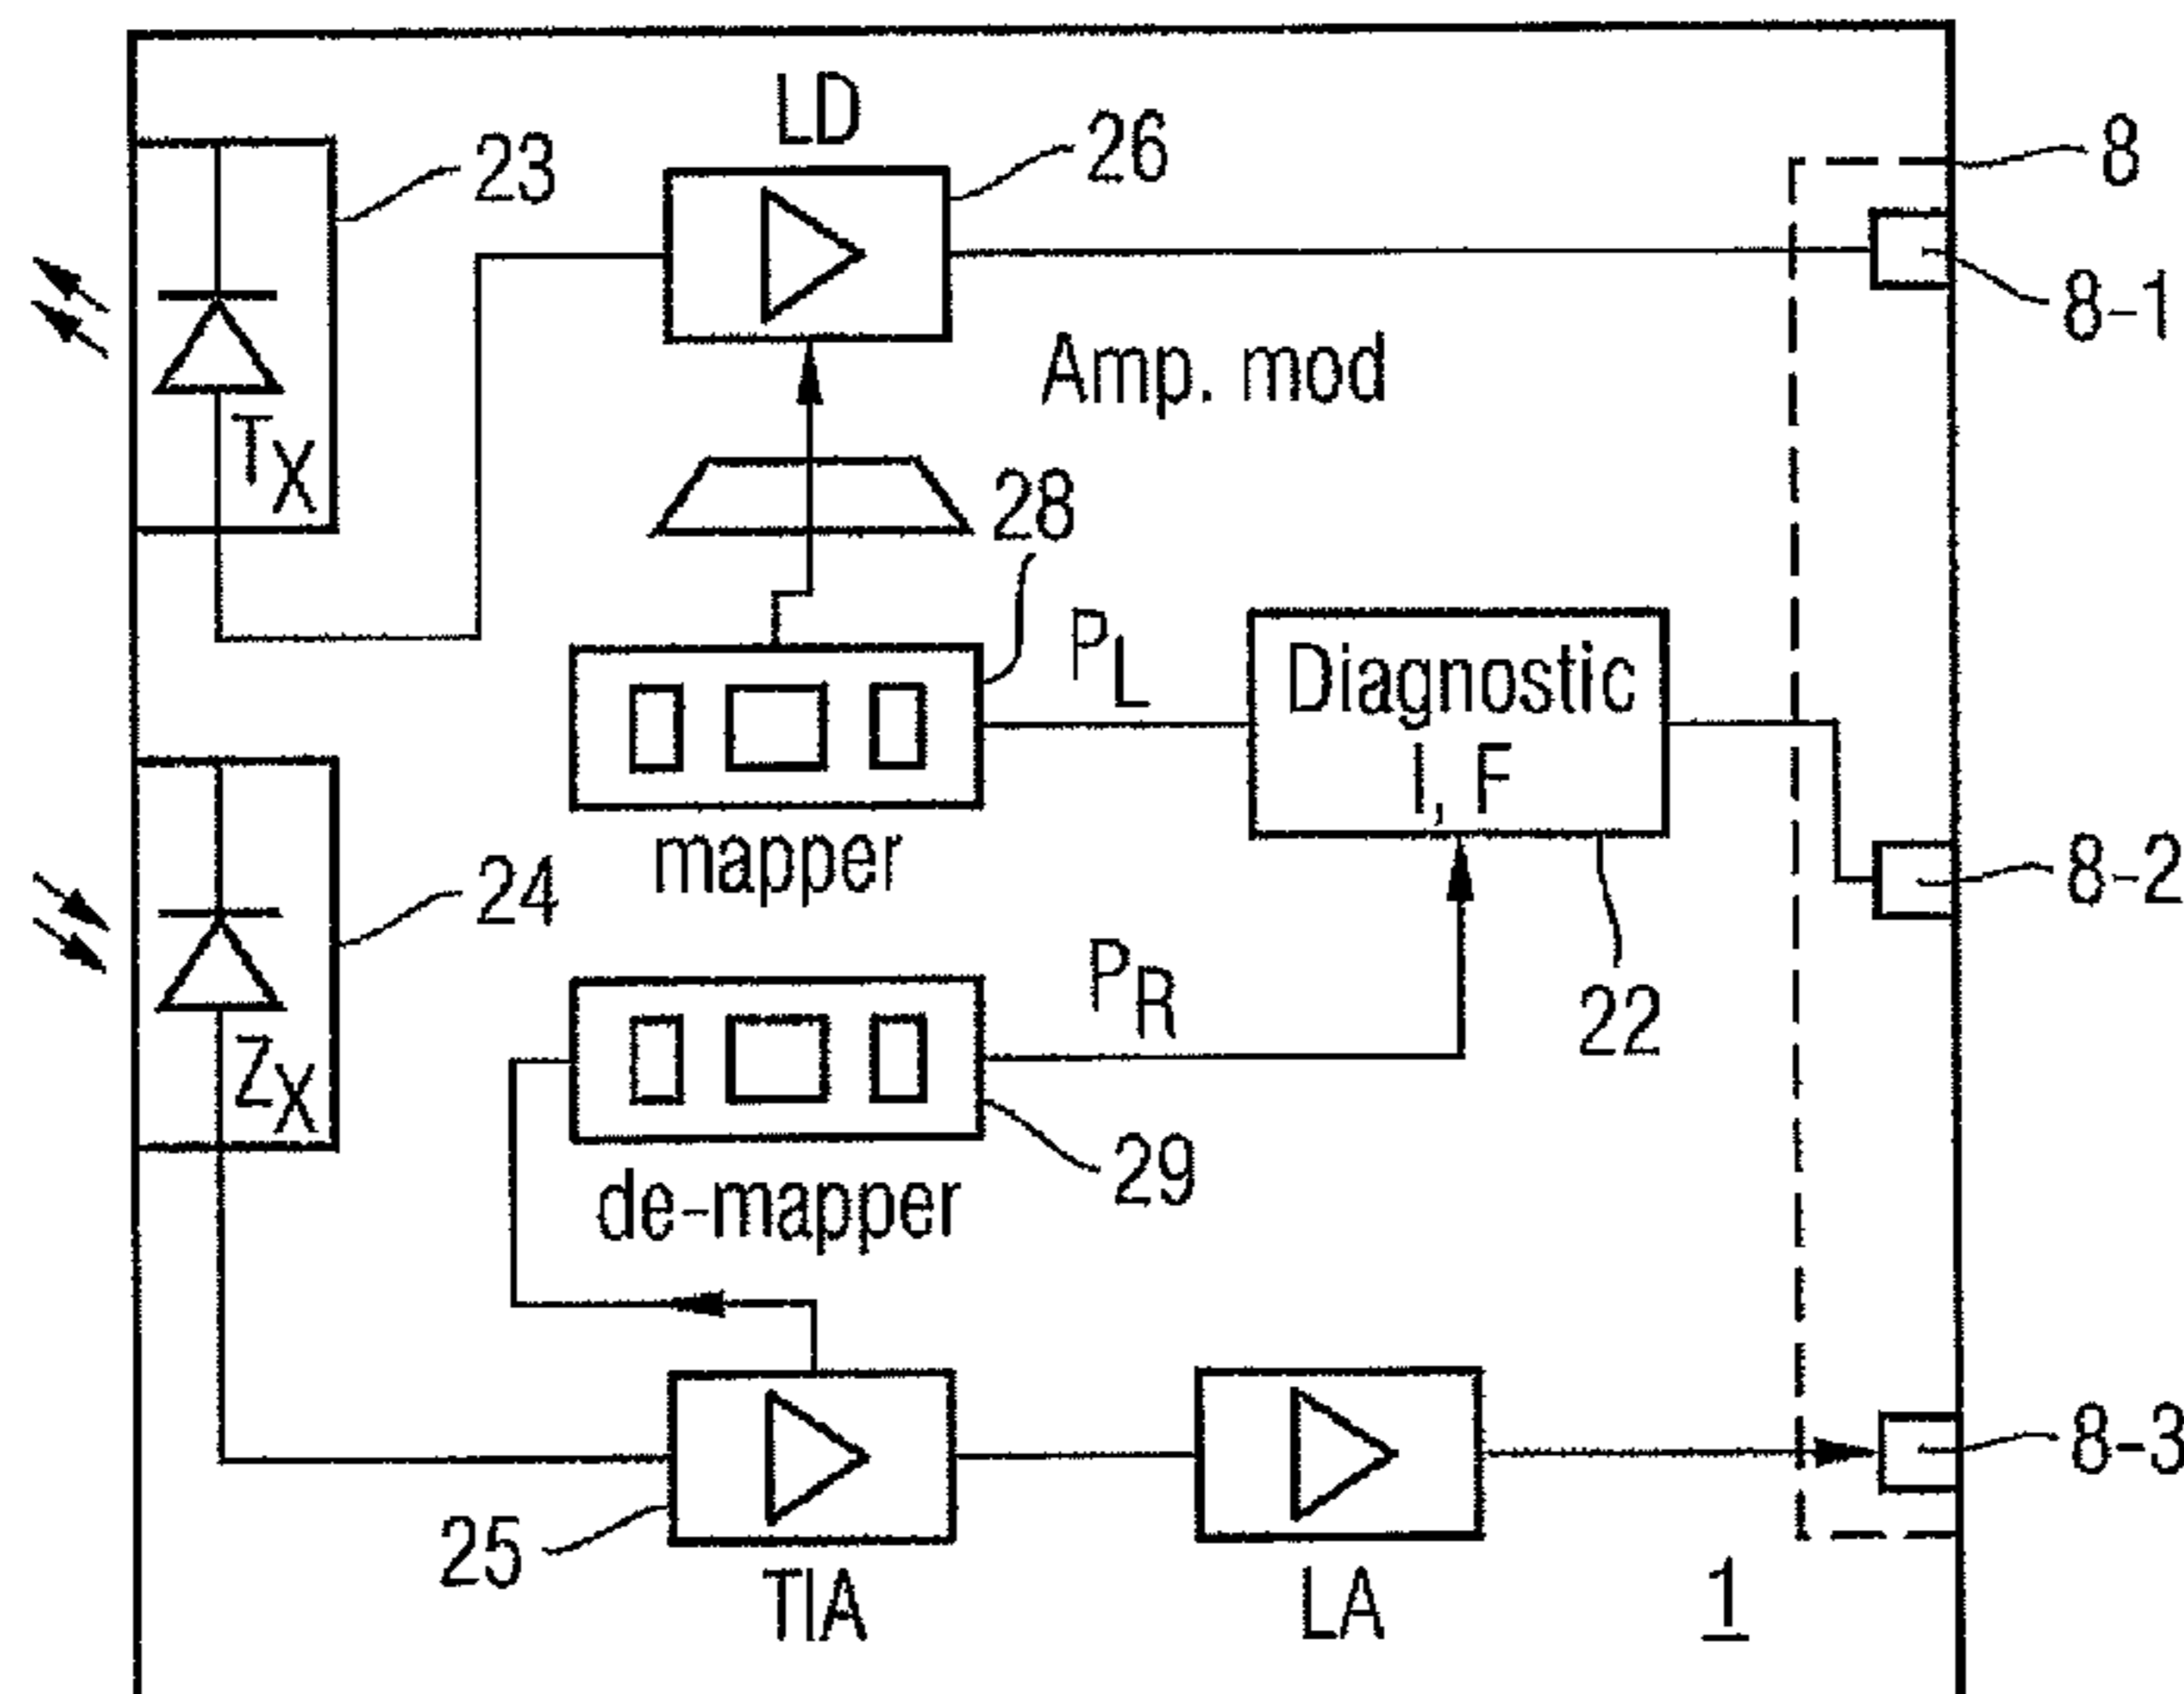 LD
23
26
8
8-1
Amp. mod
TX
28
PL
Diagnostic
I, F
mapper
8-2
24
PR
22
ZX
29
de-mapper
8-3
25
TIA
LA
1